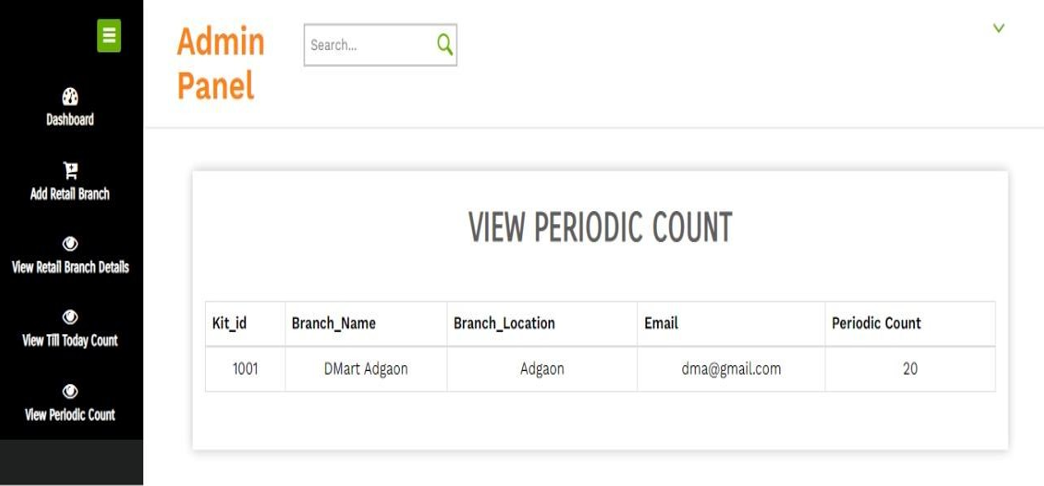 Dashboard
Add Retail Branch
View Retail Branch Details
View Till Today Count
View Periodic Count
Admin
Panel
Search...
VIEW PERIODIC COUNT
Kit_id Branch_Name Branch_Location Email Periodic Count
1001 DMart Adgaon Adgaon dma@gmail.com 20